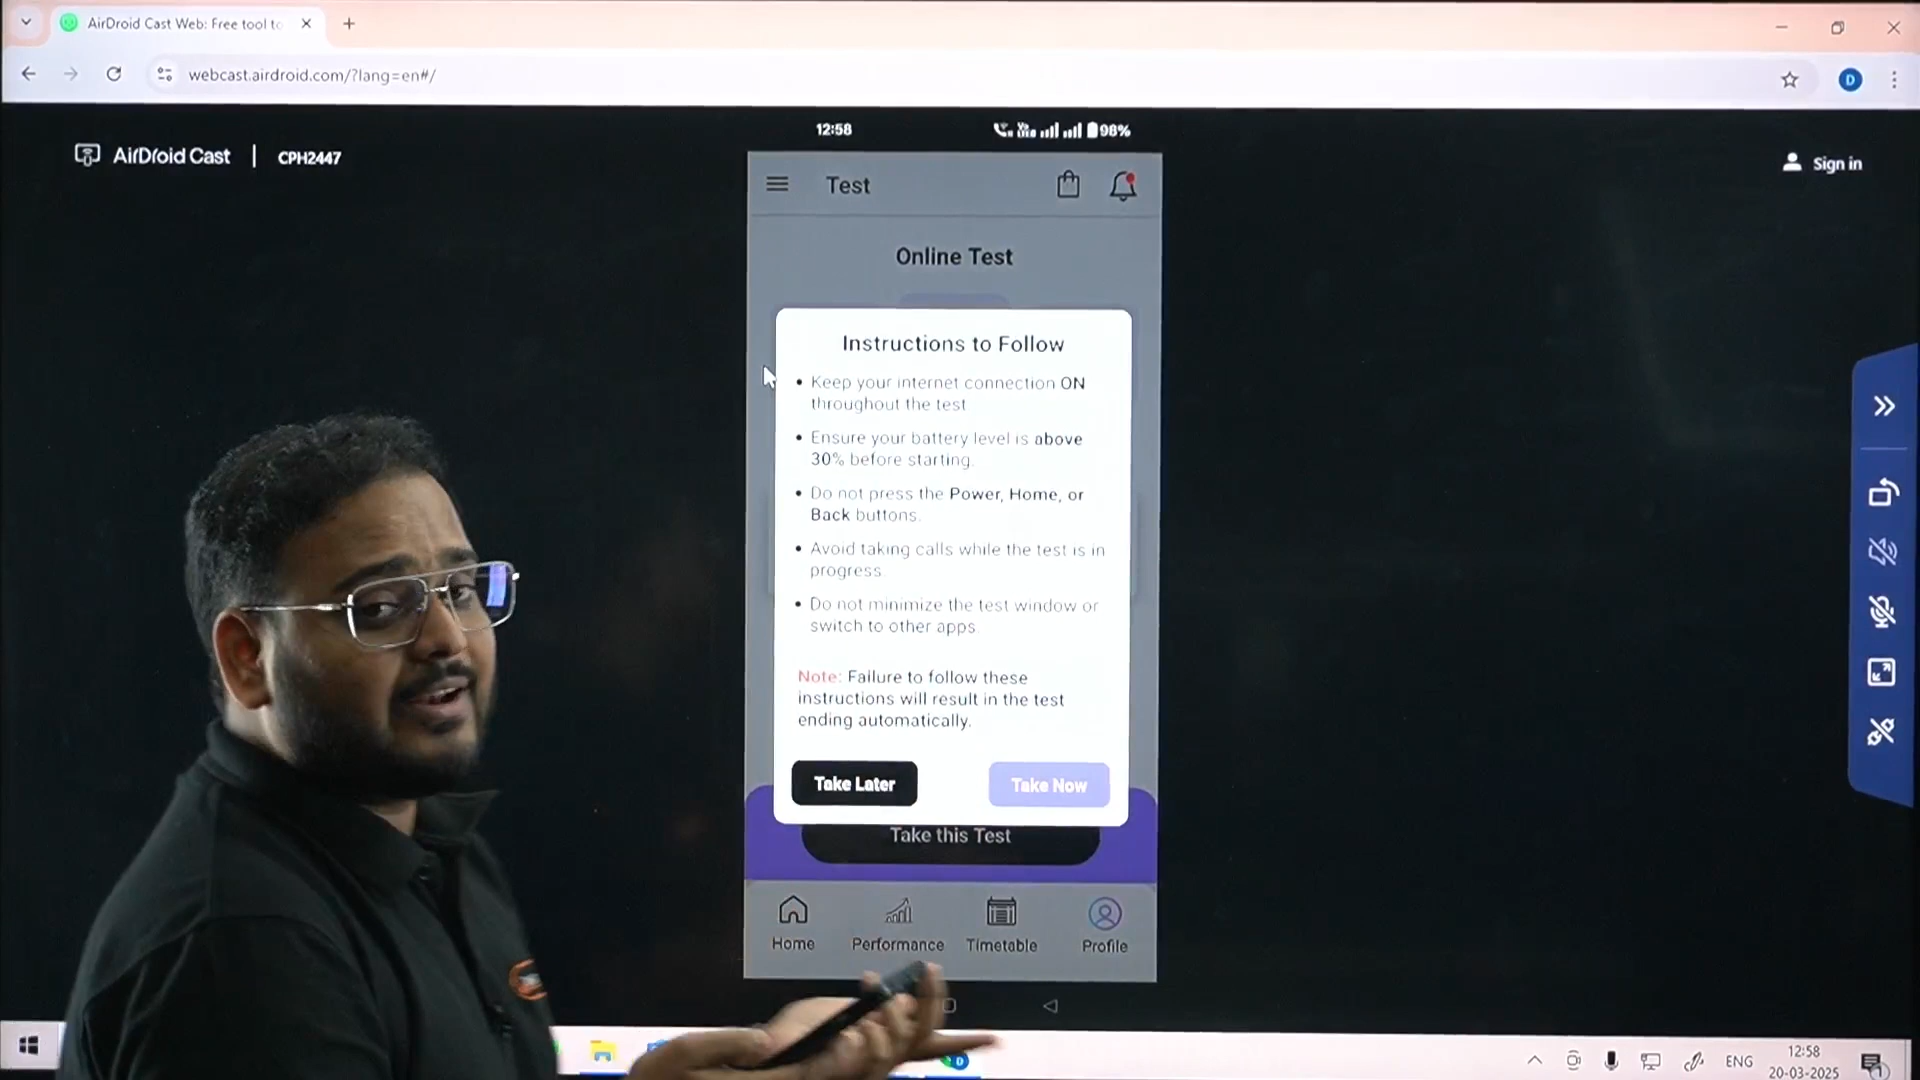 AirDroid Cast Web: Free tool to
webcast.airdroid.com/?lang=en#/
D
AirDroid Cast | CPH2447
12:58
98%
Sign in
Test
Online Test
Instructions to Follow
• Keep your internet connection ON
throughout the test
• Ensure your battery level is above
30% before starting.
• Do not press the Power, Home, or
Back buttons.
• Avoid taking calls while the test is in
progress
• Do not minimize the test window or
switch to other apps
Note: Failure to follow these
instructions will result in the test
ending automatically.
Take Later
Take Now
Take this Test
Home
Performance
Timetable
Profile
D
ENG
12:58
20-03-2025
1